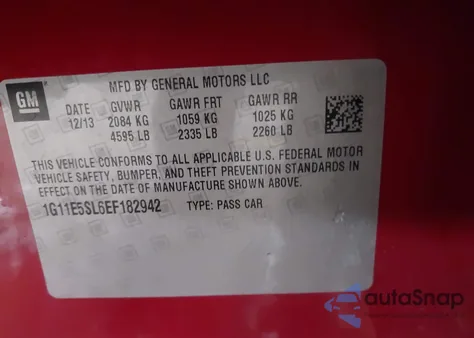 GM
MFD BY GENERAL MOTORS LLC
DATE GVWR GAWR FRT GAWR RR
12/13 2084 KG 1059 KG 1025 KG
4595 LB 2335 LB 2260 LB
THIS VEHICLE CONFORMS TO ALL APPLICABLE U.S. FEDERAL MOTOR
VEHICLE SAFETY, BUMPER, AND THEFT PREVENTION STANDARDS IN
EFFECT ON THE DATE OF MANUFACTURE SHOWN ABOVE.
1G11E5SL6EF182942 TYPE: PASS CAR
autoSnap